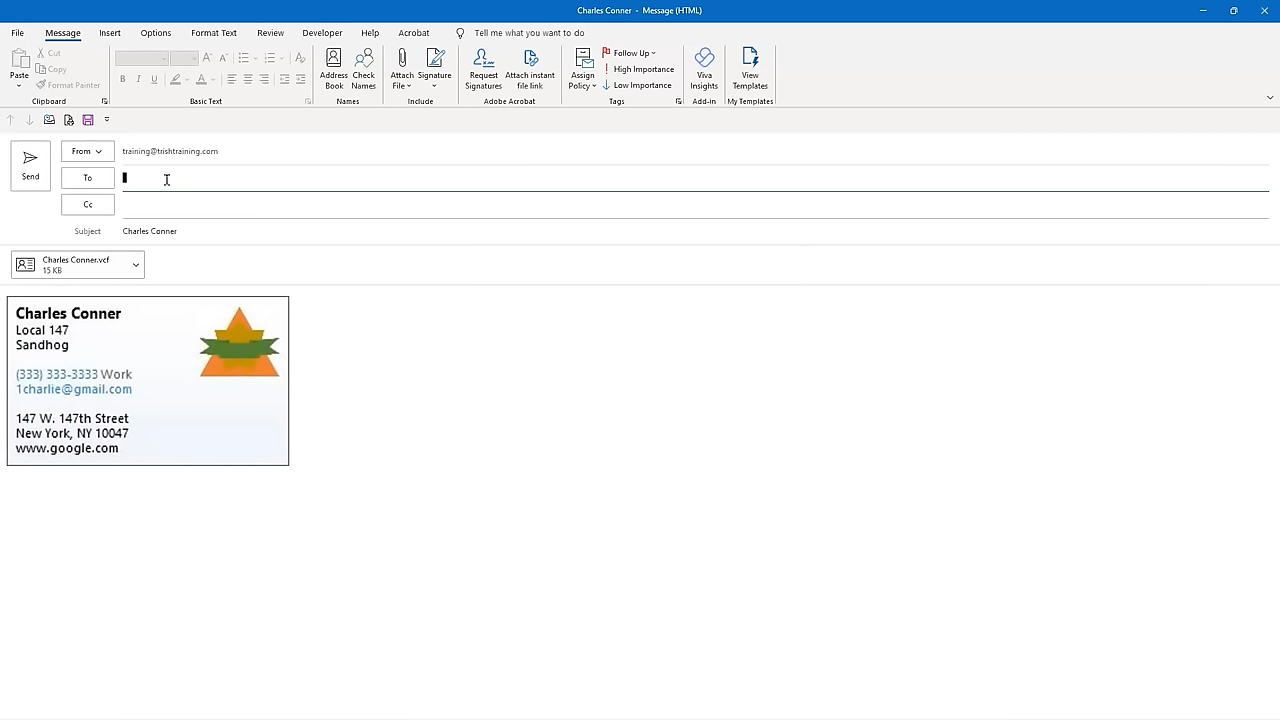 Charles Conner - Message (HTML)
File Message Insert Options Format Text Review Developer Help Acrobat Tell me what you want to do
Paste
Cut
Copy
Format Painter
Clipboard
B I U
Basic Text
Address Book
Check Names
Names
Attach File
Signature
Include
Request Signatures
Attach instant file link
Adobe Acrobat
Assign Policy
Follow Up
High Importance
Low Importance
Tags
Viva Insights
Add-in
View Templates
My Templates
Send
From training@trishtraining.com
To
Cc
Subject Charles Conner
Charles Conner.vcf
15 KB
Charles Conner
Local 147
Sandhog
(333) 333-3333 Work
1charlie@gmail.com
147 W. 147th Street
New York, NY 10047
www.google.com